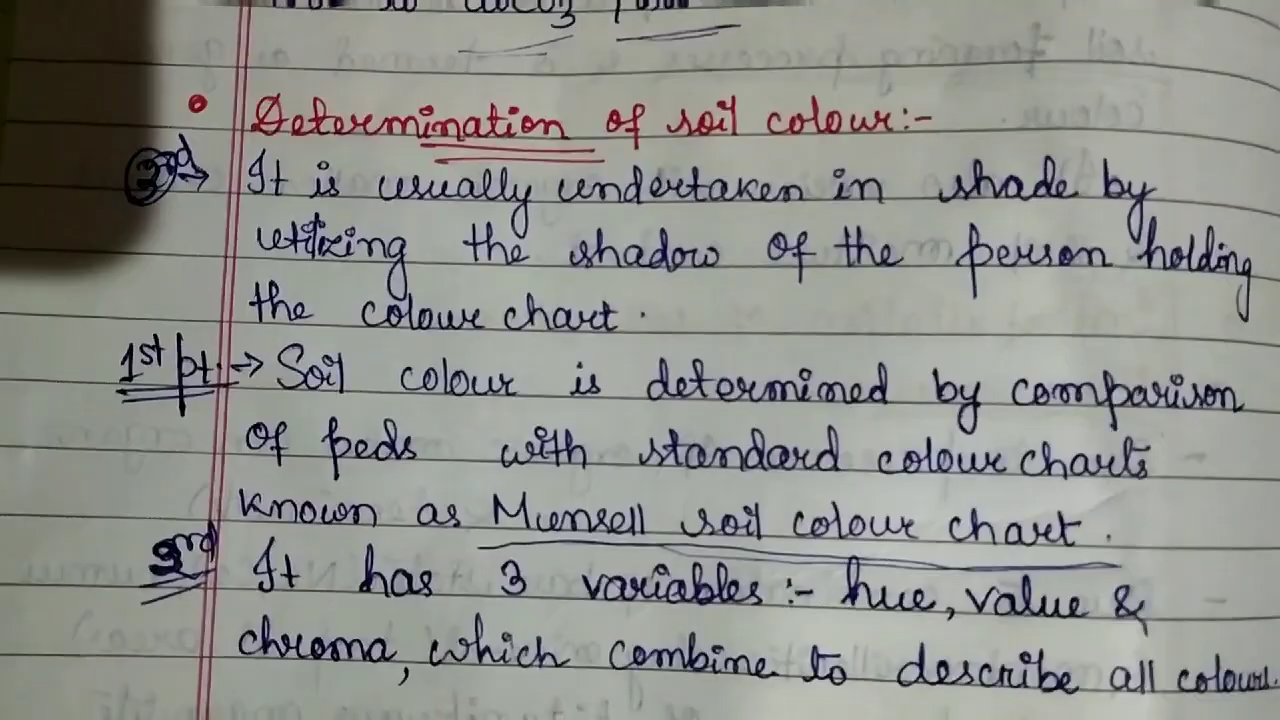 • Determination of soil colour:-
→ It is usually undertaken in shade by
utilizing the shadow of the person holding
the colour chart.
1st pt. → Soil colour is determined by comparison
of peds with standard colour charts
known as Munsell soil colour chart.
3rd It has 3 variables :- hue, value &
chroma, which combine to describe all colours.